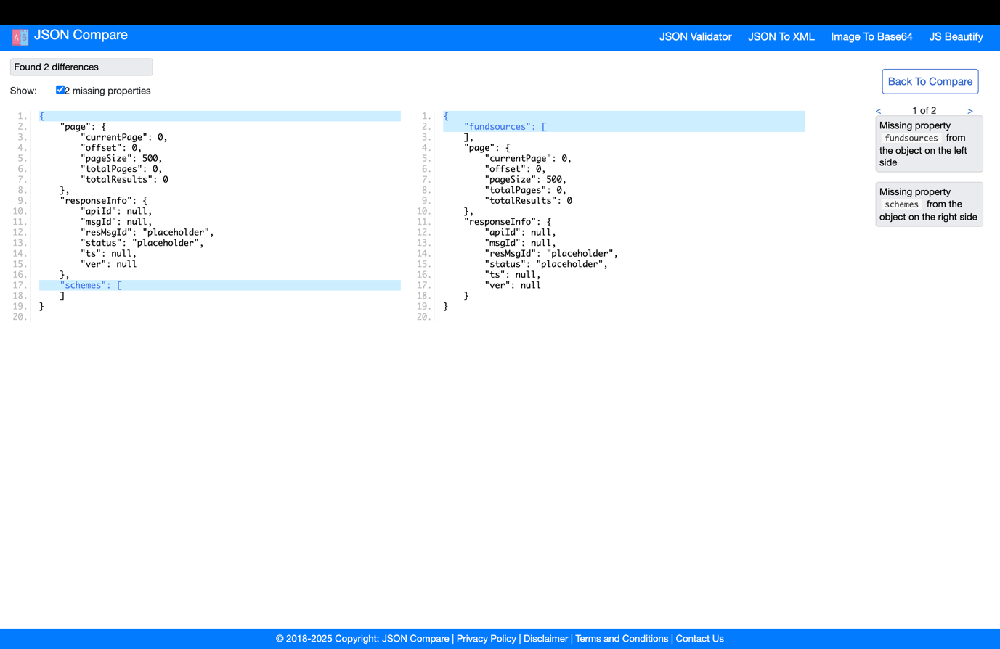 A B JSON Compare
JSON Validator JSON To XML Image To Base64 JS Beautify
Found 2 differences
Show: 2 missing properties
Back To Compare
< 1 of 2 >
Missing property
fundsources from
the object on the left
side
Missing property
schemes from the
object on the right side
1. {
2.     "page": {
3.         "currentPage": 0,
4.         "offset": 0,
5.         "pageSize": 500,
6.         "totalPages": 0,
7.         "totalResults": 0
8.     },
9.     "responseInfo": {
10.         "apiId": null,
11.         "msgId": null,
12.         "resMsgId": "placeholder",
13.         "status": "placeholder",
14.         "ts": null,
15.         "ver": null
16.     },
17.     "schemes": [
18.     ]
19. }
20.
1. {
2.     "fundsources": [
3.     ],
4.     "page": {
5.         "currentPage": 0,
6.         "offset": 0,
7.         "pageSize": 500,
8.         "totalPages": 0,
9.         "totalResults": 0
10.     },
11.     "responseInfo": {
12.         "apiId": null,
13.         "msgId": null,
14.         "resMsgId": "placeholder",
15.         "status": "placeholder",
16.         "ts": null,
17.         "ver": null
18.     }
19. }
20.
© 2018-2025 Copyright: JSON Compare | Privacy Policy | Disclaimer | Terms and Conditions | Contact Us